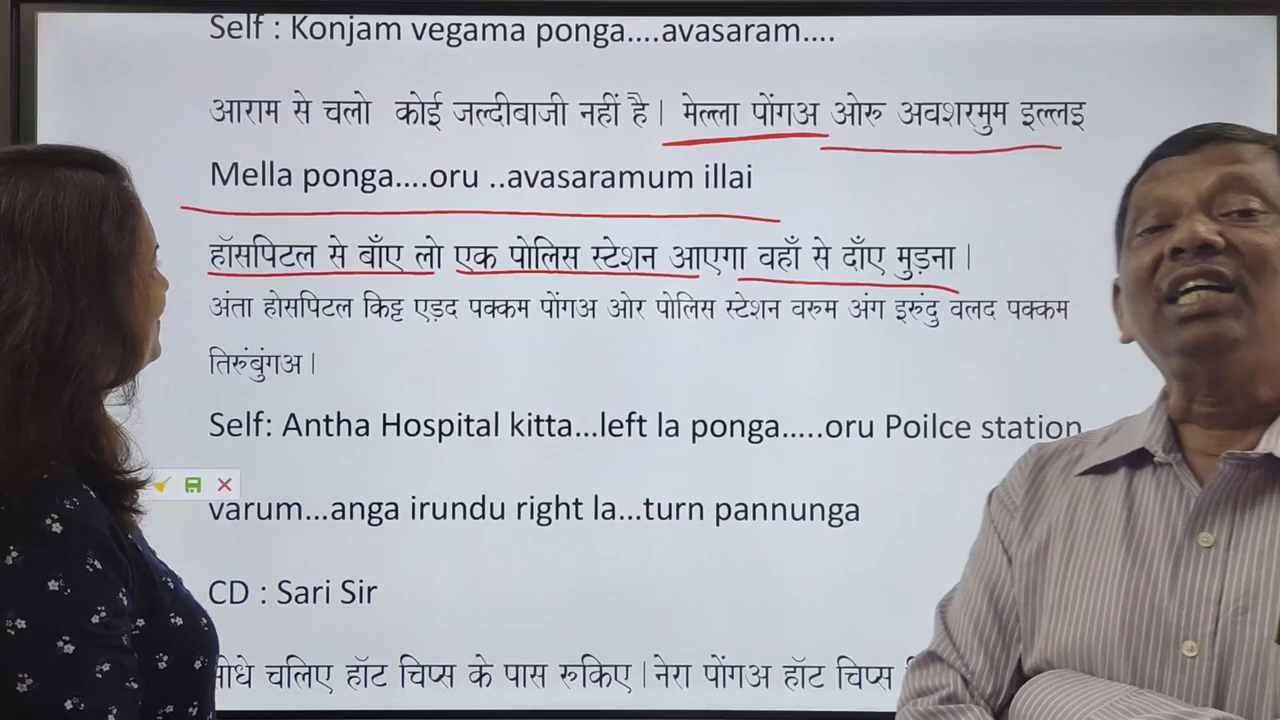 Self : Konjam vegama ponga....avasaram....
आराम से चलो कोई जल्दीवाजी नहीं है। मेल्ला पोंगअ ओरु अवशरमुम इल्लइ
Mella ponga....oru ..avasaramum illai
हॉसपिटल से बाँए लो एक पोलिस स्टेशन आएगा वहाँ से दाँए मुड़ना।
अंता होसपिटल किट्ट एड़द पक्कम पोंगअ ओर पोलिस स्टेशन वरुम अंग इरुंदु वलद पक्कम
तिरुंबुंगअ।
Self: Antha Hospital kitta...left la ponga.....oru Poilce station
varum...anga irundu right la...turn pannunga
CD : Sari Sir
सीधे चलिए हॉट चिप्स के पास रुकिए।नेरा पोंगअ हॉट चिप्स